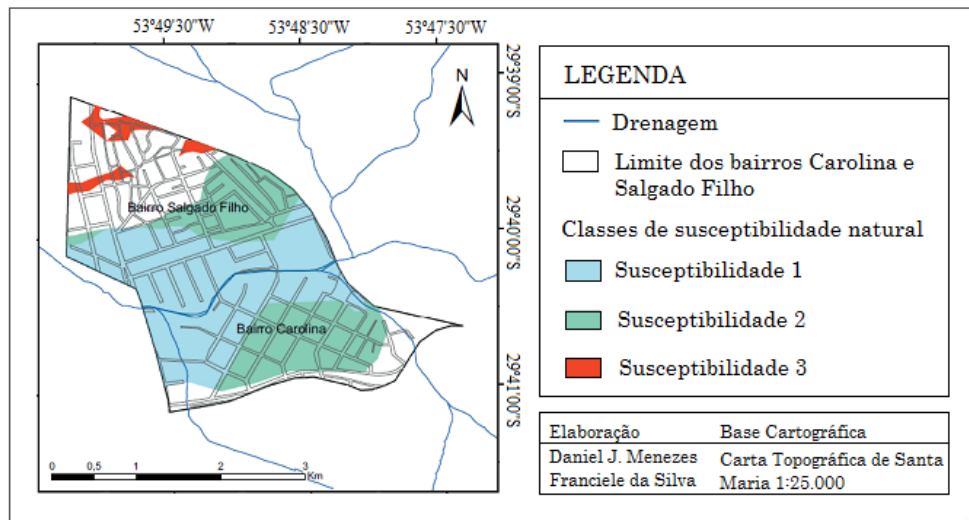 53°49'30"W 53°48'30"W 53°47'30"W
29°39'00"S
N
Bairro Salgado Filho
29°40'00"S
Bairro Carolina
29°41'00"S
0 0,5 1 2 3
Km
LEGENDA
Drenagem
Limite dos bairros Carolina e
Salgado Filho
Classes de susceptibilidade natural
Susceptibilidade 1
Susceptibilidade 2
Susceptibilidade 3
Elaboração
Daniel J. Menezes
Franciele da Silva
Base Cartográfica
Carta Topográfica de Santa
Maria 1:25.000